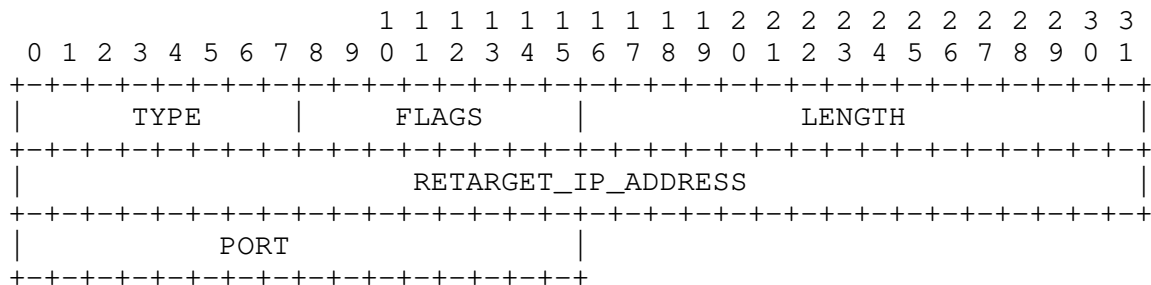 1 1 1 1 1 1 1 1 1 1 2 2 2 2 2 2 2 2 2 2 3 3
 0 1 2 3 4 5 6 7 8 9 0 1 2 3 4 5 6 7 8 9 0 1 2 3 4 5 6 7 8 9 0 1
+-+-+-+-+-+-+-+-+-+-+-+-+-+-+-+-+-+-+-+-+-+-+-+-+-+-+-+-+-+-+-+-+
|      TYPE     |     FLAGS     |            LENGTH             |
+-+-+-+-+-+-+-+-+-+-+-+-+-+-+-+-+-+-+-+-+-+-+-+-+-+-+-+-+-+-+-+-+
|                      RETARGET_IP_ADDRESS                      |
+-+-+-+-+-+-+-+-+-+-+-+-+-+-+-+-+-+-+-+-+-+-+-+-+-+-+-+-+-+-+-+-+
|           PORT                |
+-+-+-+-+-+-+-+-+-+-+-+-+-+-+-+-+